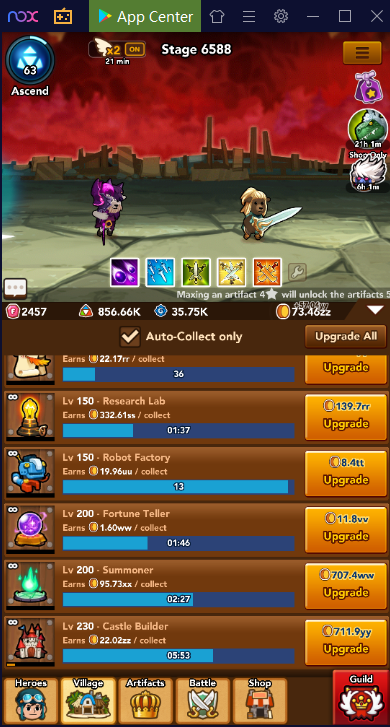 nox
App Center
63
Ascend
x2 ON
21 min
Stage 6588
21h 1m
Shop Only
6h 1m
Maxing an artifact 4★ will unlock the artifacts 5
2457
856.66K
35.75K
73.46zz
Auto-Collect only
Upgrade All
Earns 22.17rr / collect
36
Upgrade
Lv 150 - Research Lab
Earns 332.61ss / collect
01:37
139.7rr
Upgrade
Lv 150 - Robot Factory
Earns 19.96uu / collect
13
8.4tt
Upgrade
Lv 200 - Fortune Teller
Earns 1.60ww / collect
01:46
11.8vv
Upgrade
Lv 200 - Summoner
Earns 95.73xx / collect
02:27
707.4ww
Upgrade
Lv 230 - Castle Builder
Earns 22.02zz / collect
05:53
711.9yy
Upgrade
Heroes
Village
Artifacts
Battle
Shop
Guild